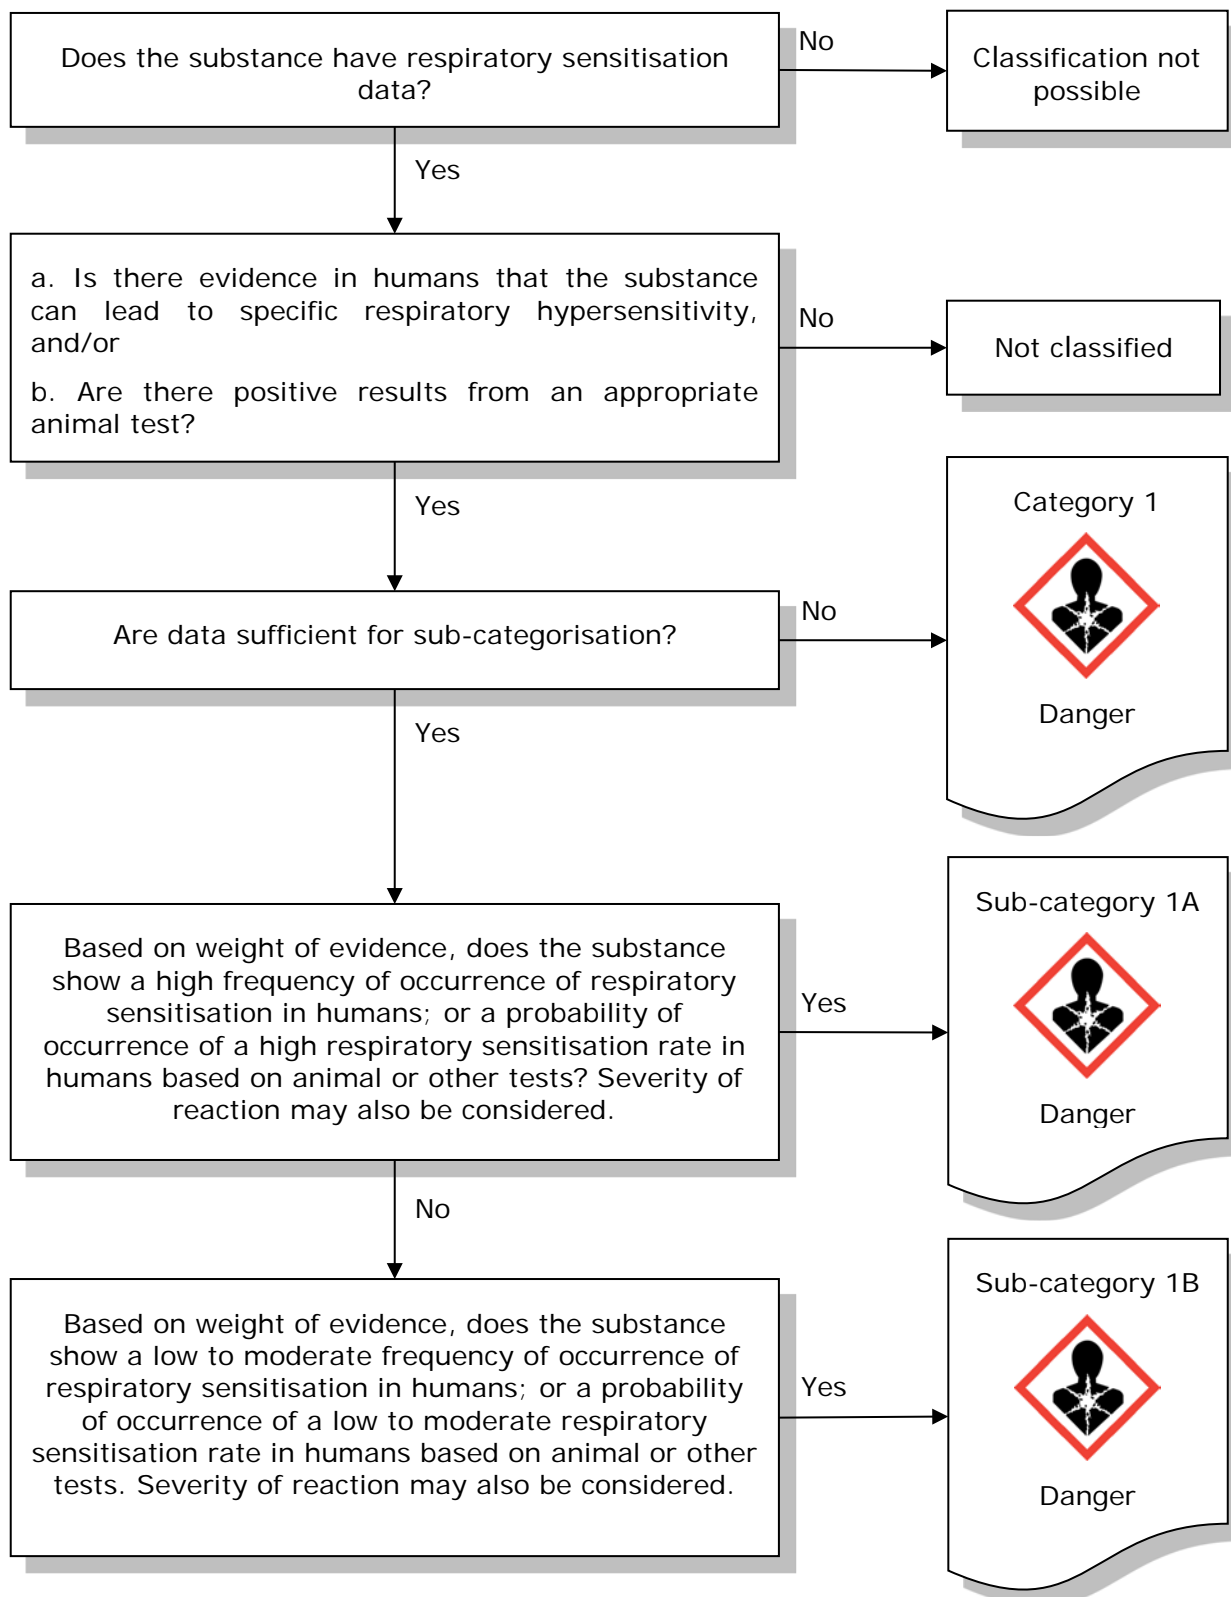 Does the substance have respiratory sensitisation
data?
No
Classification not
possible
Yes
a. Is there evidence in humans that the substance
can lead to specific respiratory hypersensitivity,
and/or
b. Are there positive results from an appropriate
animal test?
No
Not classified
Yes
Category 1
Danger
Are data sufficient for sub-categorisation?
No
Yes
Based on weight of evidence, does the substance
show a high frequency of occurrence of respiratory
sensitisation in humans; or a probability of
occurrence of a high respiratory sensitisation rate in
humans based on animal or other tests? Severity of
reaction may also be considered.
Yes
Sub-category 1A
Danger
No
Based on weight of evidence, does the substance
show a low to moderate frequency of occurrence of
respiratory sensitisation in humans; or a probability
of occurrence of a low to moderate respiratory
sensitisation rate in humans based on animal or other
tests. Severity of reaction may also be considered.
Yes
Sub-category 1B
Danger